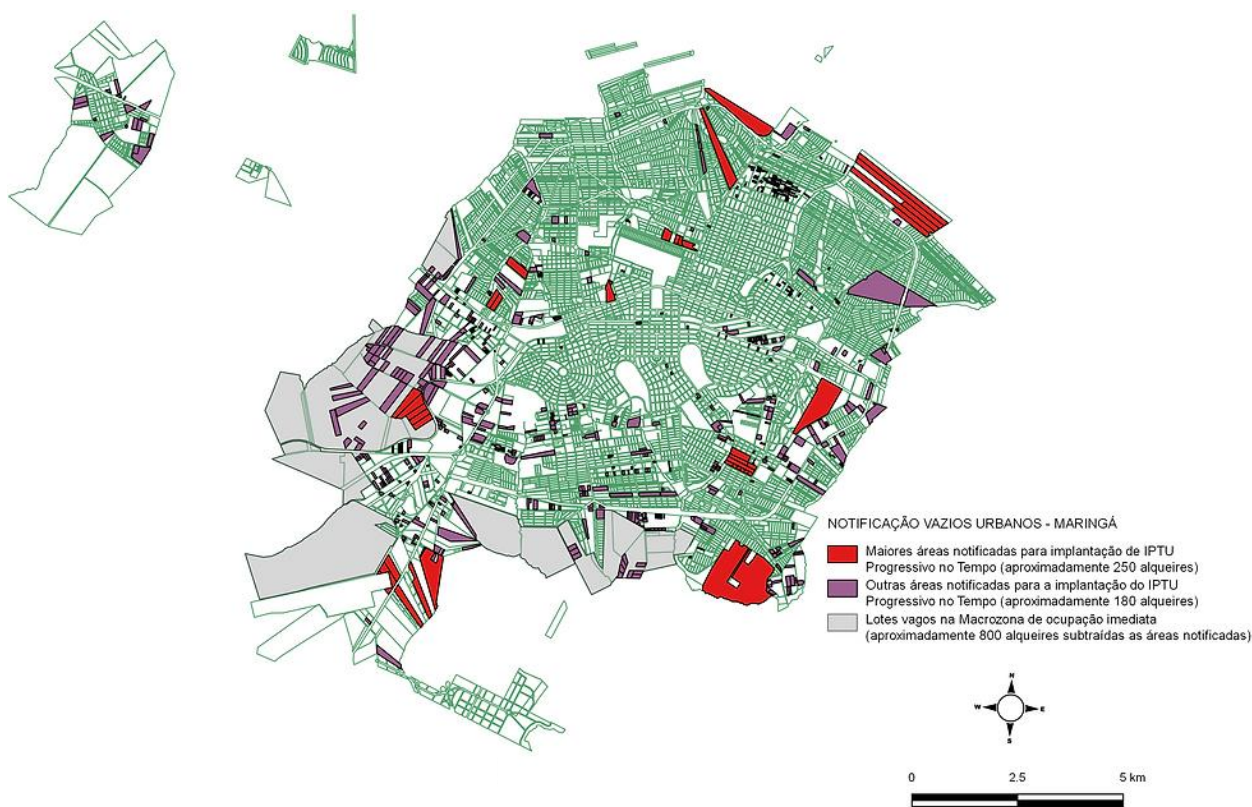 NOTIFICAÇÃO VAZIOS URBANOS - MARINGÁ
Maiores áreas notificadas para implantação de IPTU
Progressivo no Tempo (aproximadamente 250 alqueires)
Outras áreas notificadas para a implantação do IPTU
Progressivo no Tempo (aproximadamente 180 alqueires)
Lotes vagos na Macrozona de ocupação imediata
(aproximadamente 800 alqueires subtraídas as áreas notificadas)
N
W E
S
0 2.5 5 km